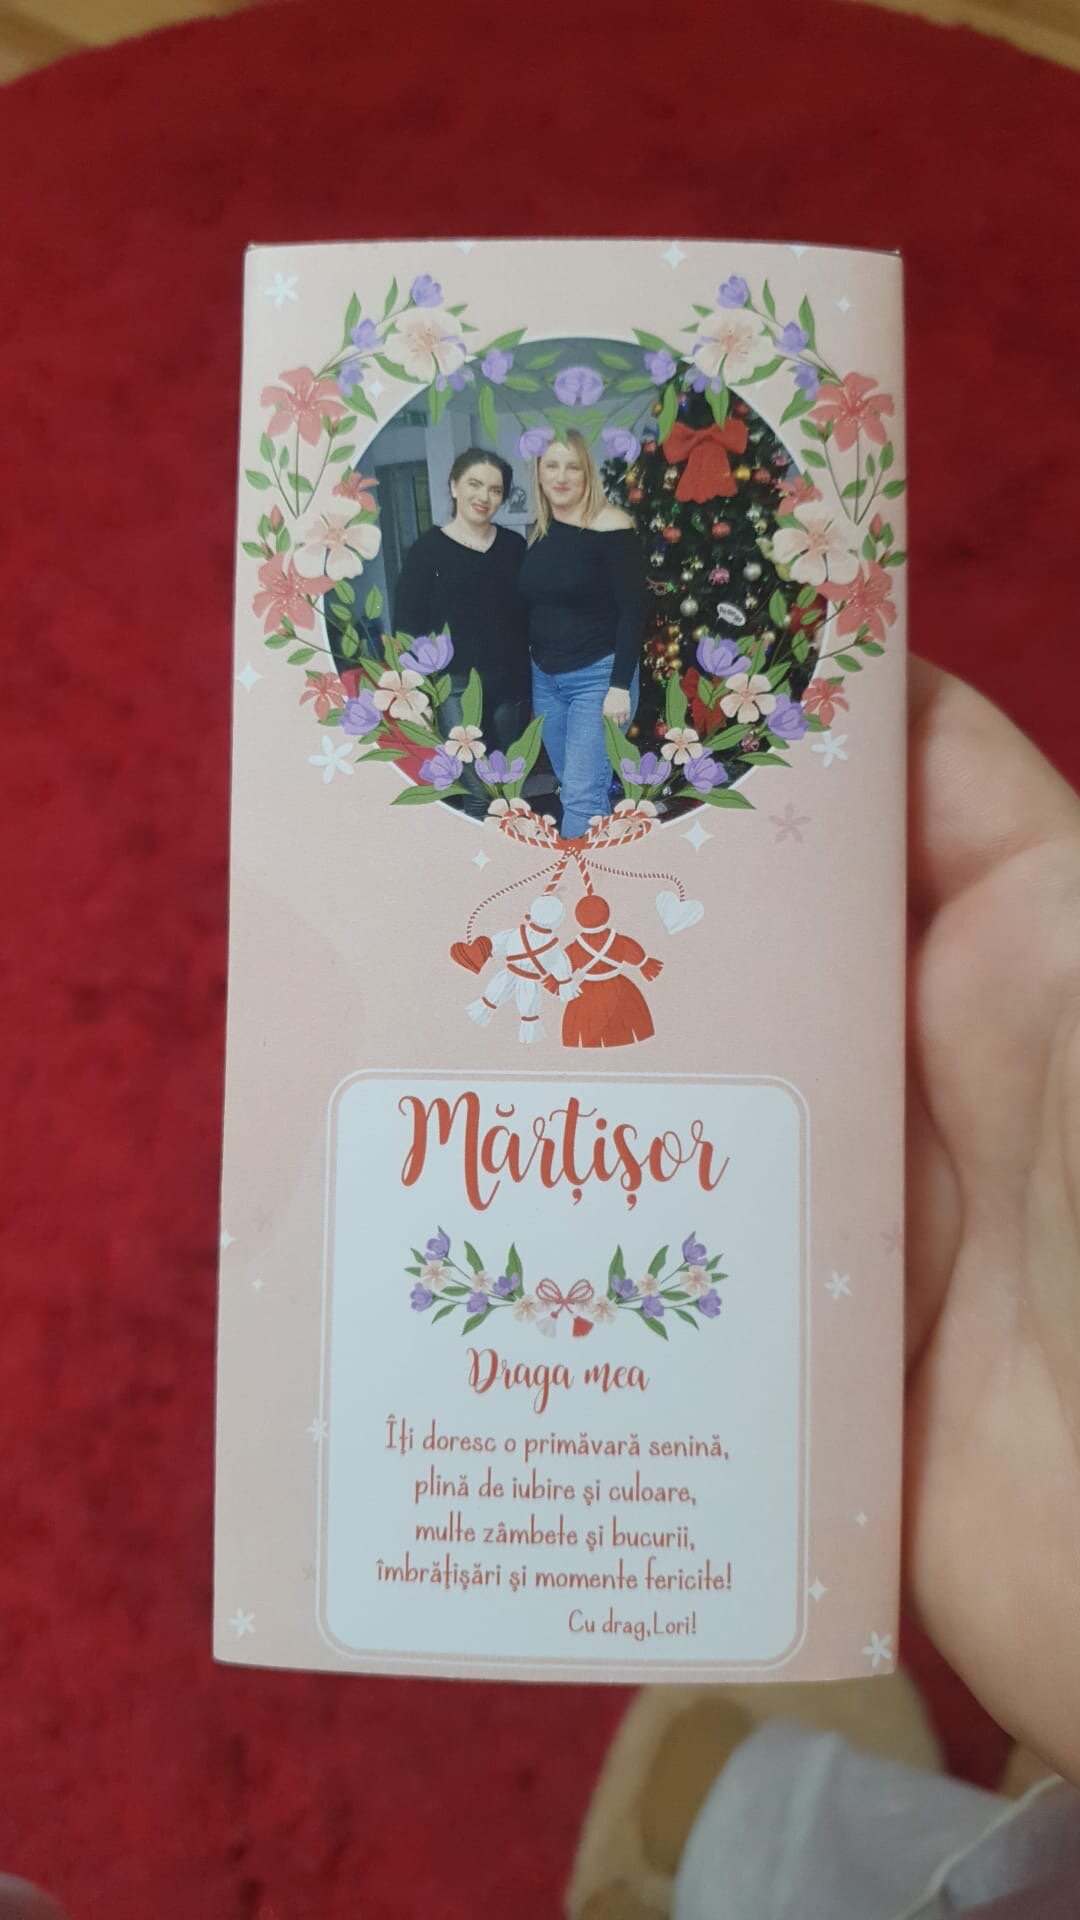 Mărțișor
Draga mea
Îți doresc o primăvară senină,
plină de iubire și culoare,
multe zâmbete și bucurii,
îmbrățișări și momente fericite!
Cu drag,Lori!